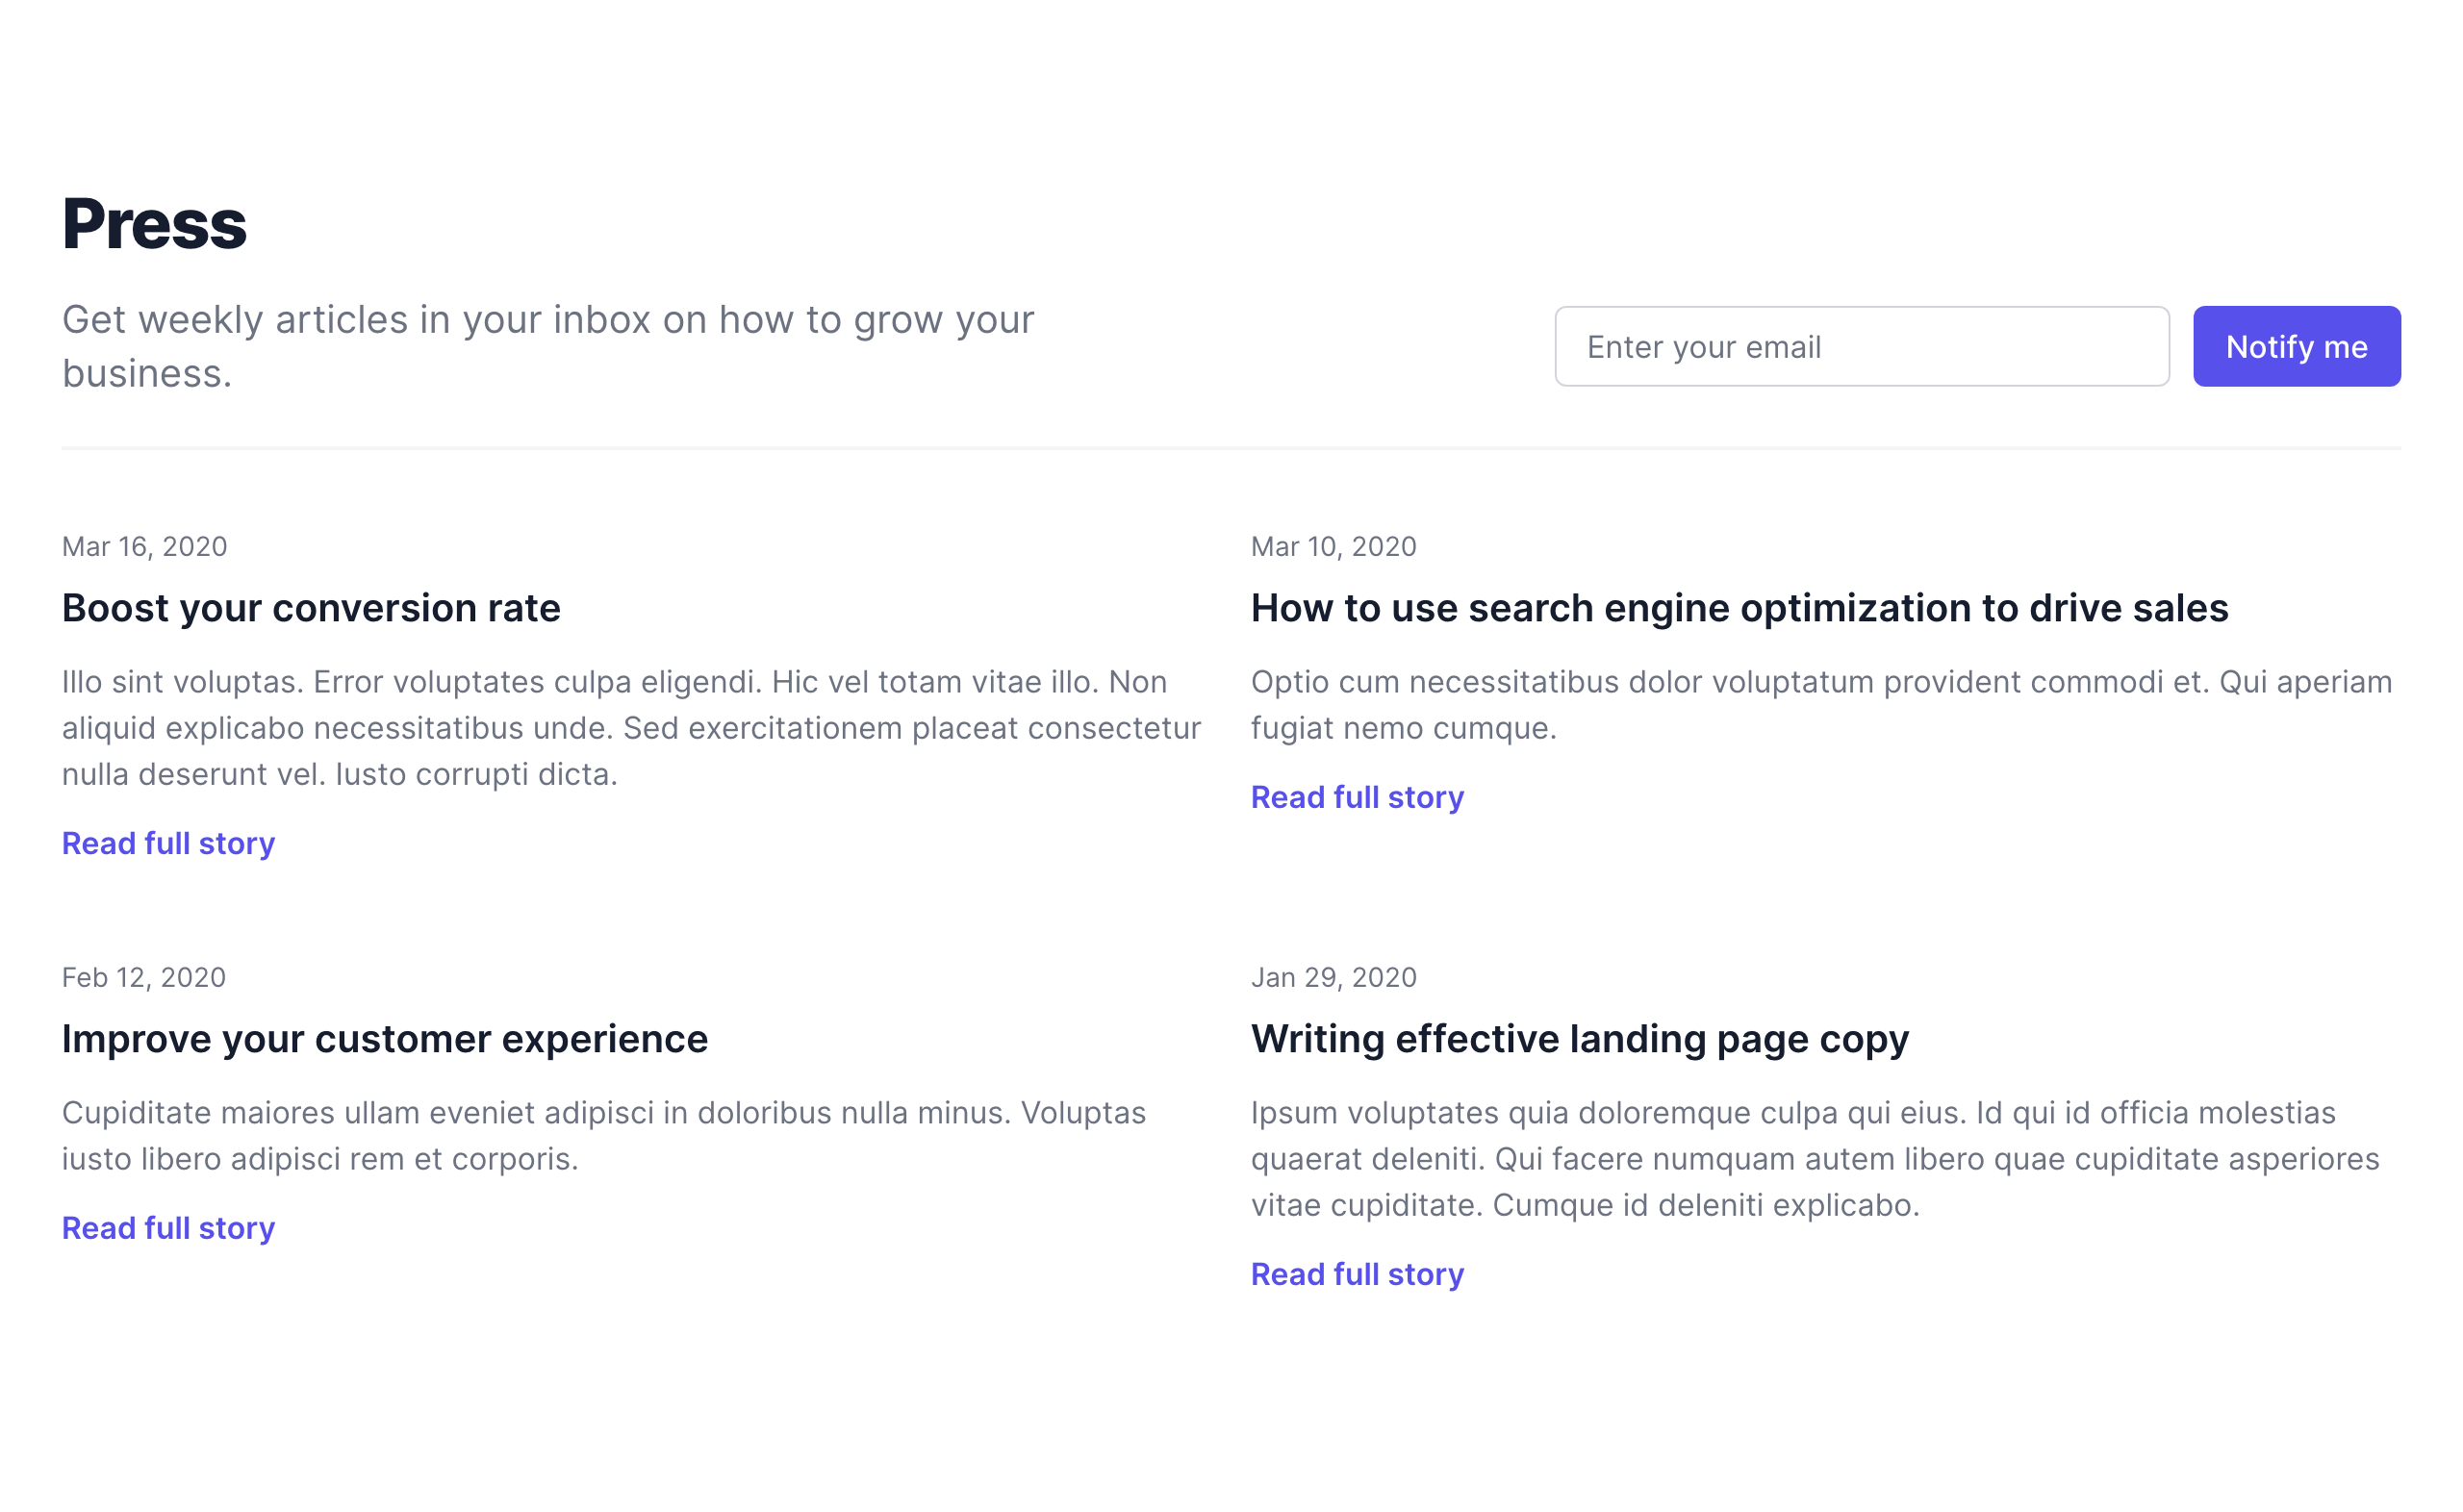 Press
Get weekly articles in your inbox on how to grow your
business.
Enter your email
Notify me
Mar 16, 2020
Boost your conversion rate
Illo sint voluptas. Error voluptates culpa eligendi. Hic vel totam vitae illo. Non
aliquid explicabo necessitatibus unde. Sed exercitationem placeat consectetur
nulla deserunt vel. Iusto corrupti dicta.
Read full story
Mar 10, 2020
How to use search engine optimization to drive sales
Optio cum necessitatibus dolor voluptatum provident commodi et. Qui aperiam
fugiat nemo cumque.
Read full story
Feb 12, 2020
Improve your customer experience
Cupiditate maiores ullam eveniet adipisci in doloribus nulla minus. Voluptas
iusto libero adipisci rem et corporis.
Read full story
Jan 29, 2020
Writing effective landing page copy
Ipsum voluptates quia doloremque culpa qui eius. Id qui id officia molestias
quaerat deleniti. Qui facere numquam autem libero quae cupiditate asperiores
vitae cupiditate. Cumque id deleniti explicabo.
Read full story